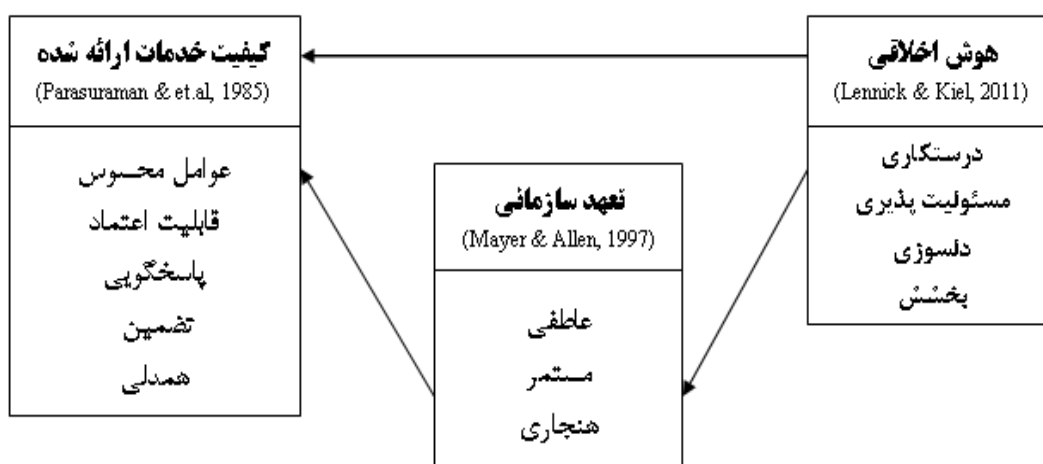 هوش اخلاقی
(Lennick & Kiel, 2011)
درستکاری
مسئولیت پذیری
دلسوزی
بخشش
تعهد سازمانی
(Mayer & Allen, 1997)
عاطفی
مستمر
هنجاری
کیفیت خدمات ارائه شده
(Parasuraman & et.al, 1985)
عوامل محسوس
قابلیت اعتماد
پاسخگویی
تضمین
همدلی